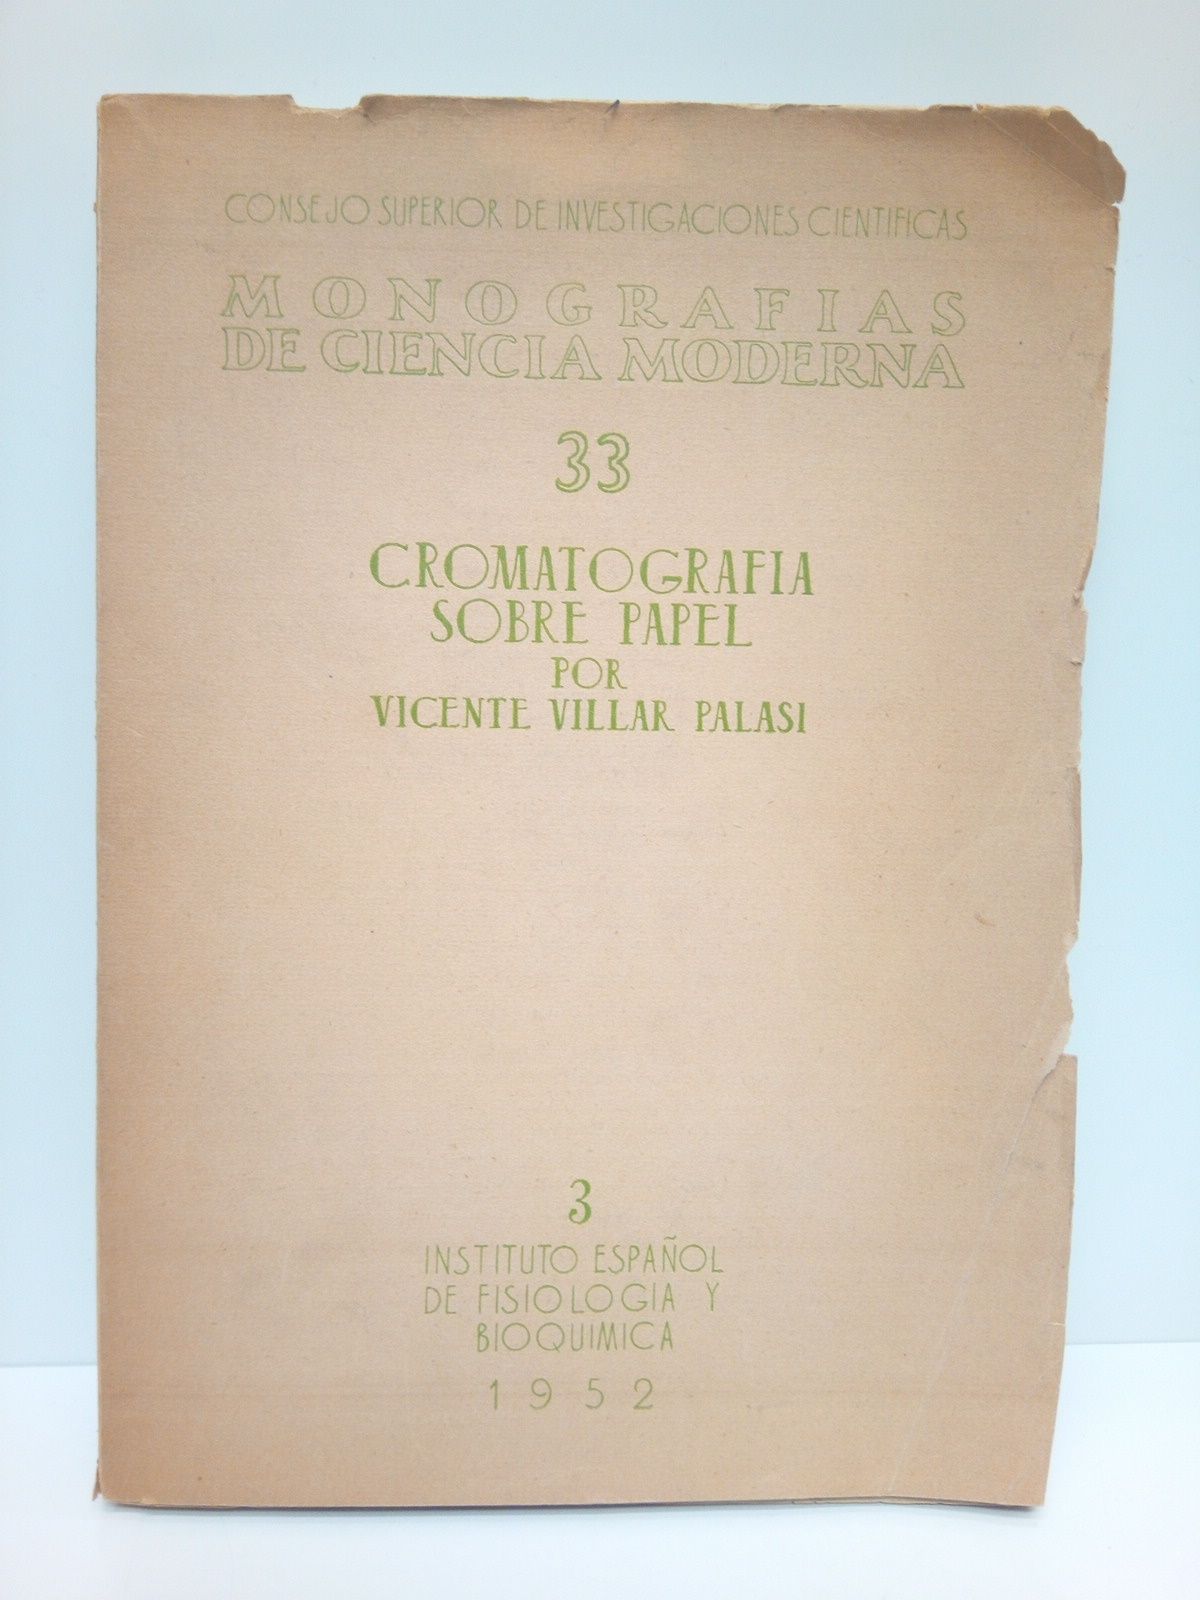 CONSEJO SUPERIOR DE INVESTIGACIONES CIENTIFICAS
MONOGRAFIAS
DE CIENCIA MODERNA
33
CROMATOGRAFIA
SOBRE PAPEL
POR
VICENTE VILLAR PALASI
3
INSTITUTO ESPAÑOL
DE FISIOLOGIA Y
BIOQUIMICA
1952